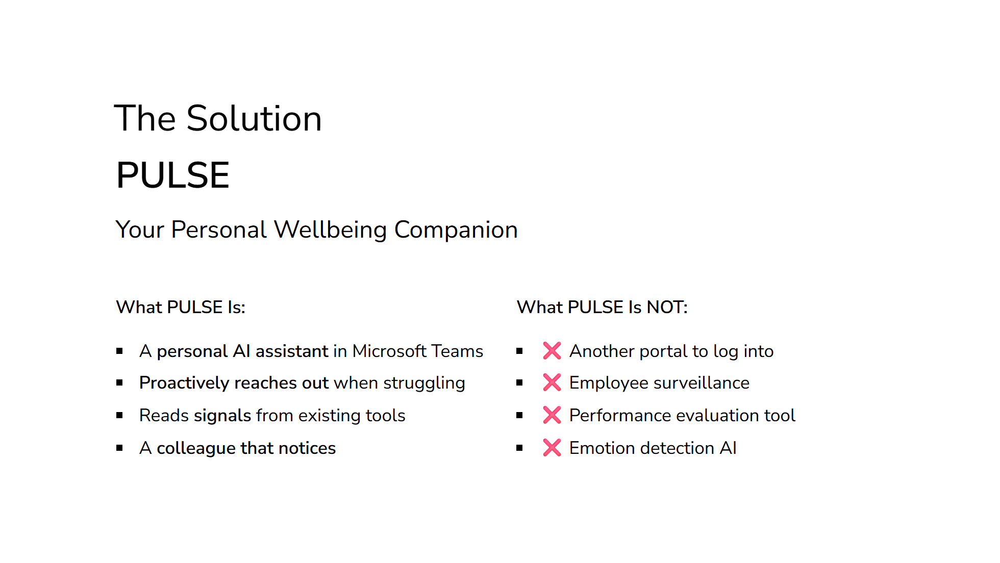 The Solution
PULSE
Your Personal Wellbeing Companion
What PULSE Is:
▪ A personal AI assistant in Microsoft Teams
▪ Proactively reaches out when struggling
▪ Reads signals from existing tools
▪ A colleague that notices
What PULSE Is NOT:
▪ ❌ Another portal to log into
▪ ❌ Employee surveillance
▪ ❌ Performance evaluation tool
▪ ❌ Emotion detection AI